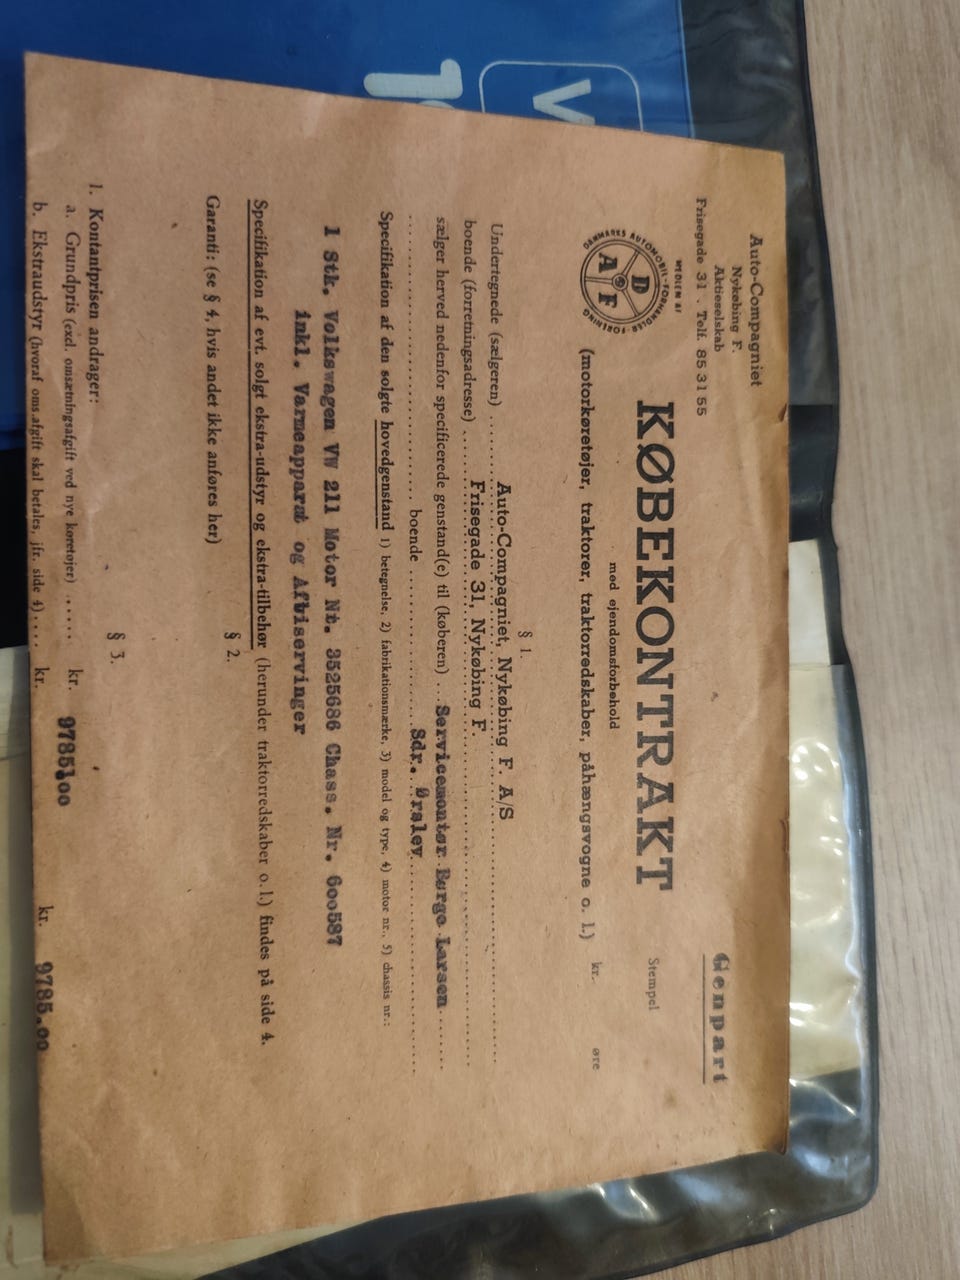 Auto-Compagniet
Nykøbing F.
Aktieselskab
Frisegade 31 . Telf. 85 31 55
Genpart
MEDLEM AF
DANMARKS AUTOMOBIL-FORHANDLER FORENING
D
A F
KØBEKONTRAKT
Stempel
med ejendomsforbehold
(motorkøretøjer, traktorer, traktorredskaber, påhængsvogne o. l.) kr. øre
§ 1.
Undertegnede (sælgeren) Auto-Compagniet, Nykøbing F. A/S
boende (forretningsadresse) Frisegade 31, Nykøbing F.
sælger herved nedenfor specificerede genstand(e) til (køberen) Servicemontør Børge Larsen
boende Sdr. Ørslev
Specifikation af den solgte hovedgenstand 1) betegnelse, 2) fabrikationsmærke, 3) model og type, 4) motor nr., 5) chassis nr.:
1 Stk. Volkswagen VW 211 Motor Nr. 3525686 Chass. Nr. 600587
inkl. Varmeapparat og Afviservinger
Specifikation af evt. solgt ekstra-udstyr og ekstra-tilbehør (herunder traktorredskaber o. l.) findes på side 4.
§ 2.
Garanti: (se § 4, hvis andet ikke anføres her)
§ 3.
1. Kontantprisen andrager:
a. Grundpris (excl. omsætningsafgift ved nye køretøjer) ..... kr. 9785,00
b. Ekstraudstyr (hvoraf oms.afgift skal betales, jfr. side 4).... kr. kr. 9785.00
V